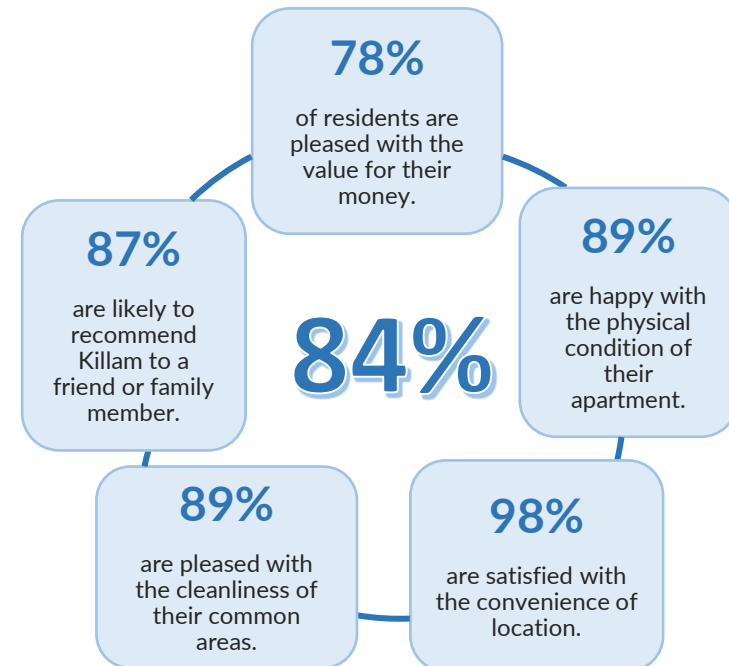 78%
of residents are
pleased with the
value for their
money.
89%
are happy with
the physical
condition of
their
apartment.
98%
are satisfied with
the convenience of
location.
89%
are pleased with
the cleanliness of
their common
areas.
87%
are likely to
recommend
Killam to a
friend or family
member.
84%